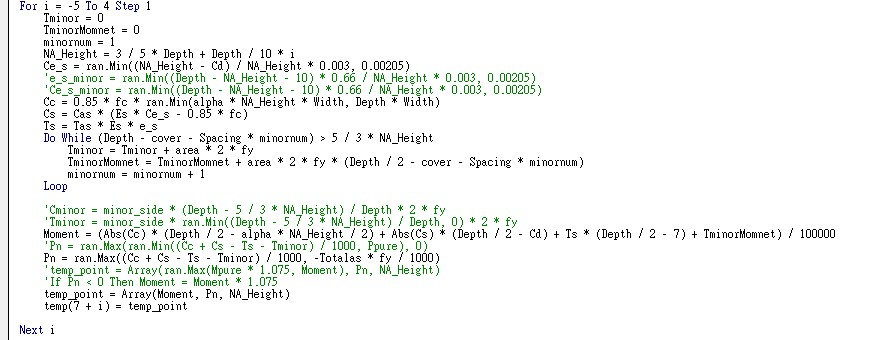 For i = -5 To 4 Step 1
    Tminor = 0
    TminorMomnet = 0
    minornum = 1
    NA_Height = 3 / 5 * Depth + Depth / 10 * i
    Ce_s = ran.Min((NA_Height - Cd) / NA_Height * 0.003, 0.00205)
    'e_s_minor = ran.Min((Depth - NA_Height - 10) * 0.66 / NA_Height * 0.003, 0.00205)
    'Ce_s_minor = ran.Min((Depth - NA_Height - 10) * 0.66 / NA_Height * 0.003, 0.00205)
    Cc = 0.85 * fc * ran.Min(alpha * NA_Height * Width, Depth * Width)
    Cs = Cas * (Es * Ce_s - 0.85 * fc)
    Ts = Tas * Es * e_s
    Do While (Depth - cover - Spacing * minornum) > 5 / 3 * NA_Height
        Tminor = Tminor + area * 2 * fy
        TminorMomnet = TminorMomnet + area * 2 * fy * (Depth / 2 - cover - Spacing * minornum)
        minornum = minornum + 1
    Loop
    'Cminor = minor_side * (Depth - 5 / 3 * NA_Height) / Depth * 2 * fy
    'Tminor = minor_side * ran.Min((Depth - 5 / 3 * NA_Height) / Depth, 0) * 2 * fy
    Moment = (Abs(Cc) * (Depth / 2 - alpha * NA_Height / 2) + Abs(Cs) * (Depth / 2 - Cd) + Ts * (Depth / 2 - 7) + TminorMomnet) / 100000
    'Pn = ran.Max(ran.Min((Cc + Cs - Ts - Tminor) / 1000, Ppure), 0)
    Pn = ran.Max((Cc + Cs - Ts - Tminor) / 1000, -Totalas * fy / 1000)
    'temp_point = Array(ran.Max(Mpure * 1.075, Moment), Pn, NA_Height)
    'If Pn < 0 Then Moment = Moment * 1.075
    temp_point = Array(Moment, Pn, NA_Height)
    temp(7 + i) = temp_point
Next i